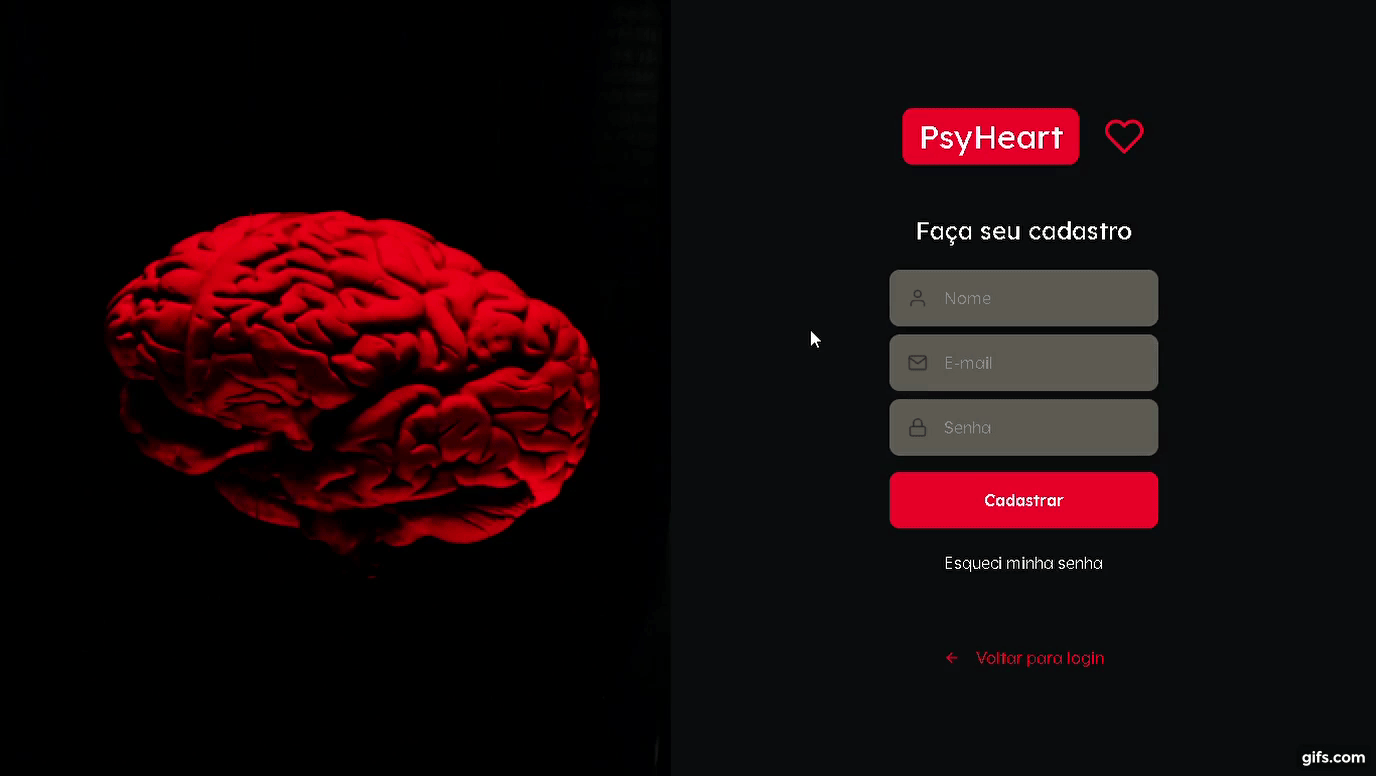 PsyHeart
Faça seu cadastro
Nome
E-mail
Senha
Cadastrar
Esqueci minha senha
Voltar para login
gifs.com